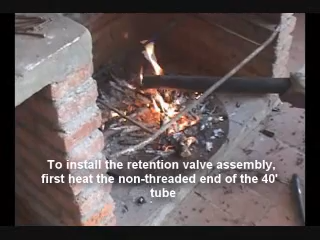 To install the retention valve assembly,
first heat the non-threaded end of the 40'
tube